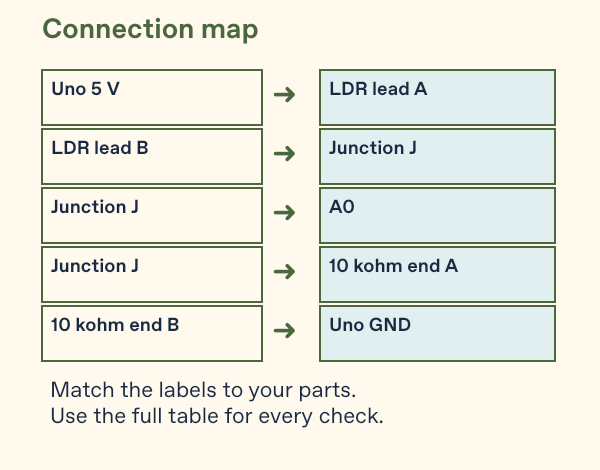 Connection map
Uno 5 V → LDR lead A
LDR lead B → Junction J
Junction J → A0
Junction J → 10 kohm end A
10 kohm end B → Uno GND
Match the labels to your parts.
Use the full table for every check.